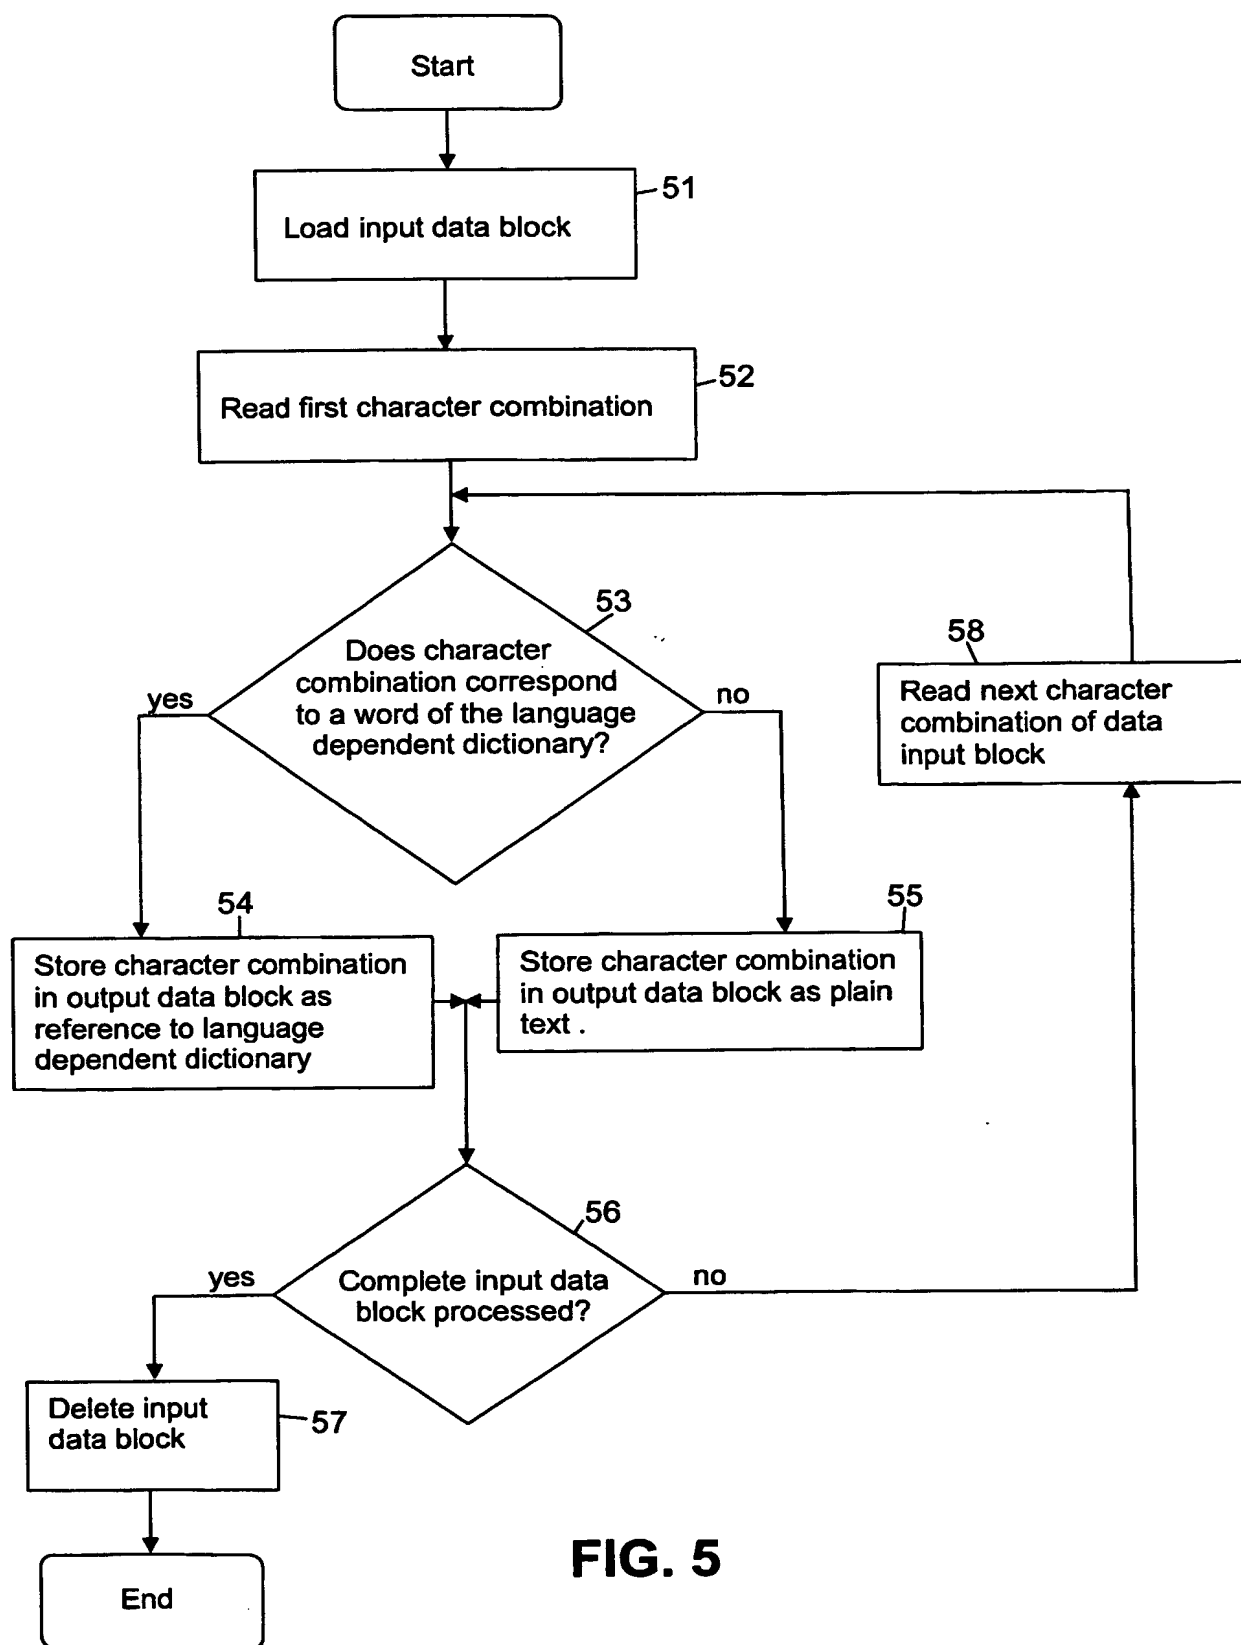 Start
51
Load input data block
52
Read first character combination
53
Does character
combination correspond
to a word of the language
dependent dictionary?
yes
no
58
Read next character
combination of data
input block
54
Store character combination
in output data block as
reference to language
dependent dictionary
55
Store character combination
in output data block as plain
text .
56
Complete input data
block processed?
yes
no
Delete input
data block
57
End
FIG. 5